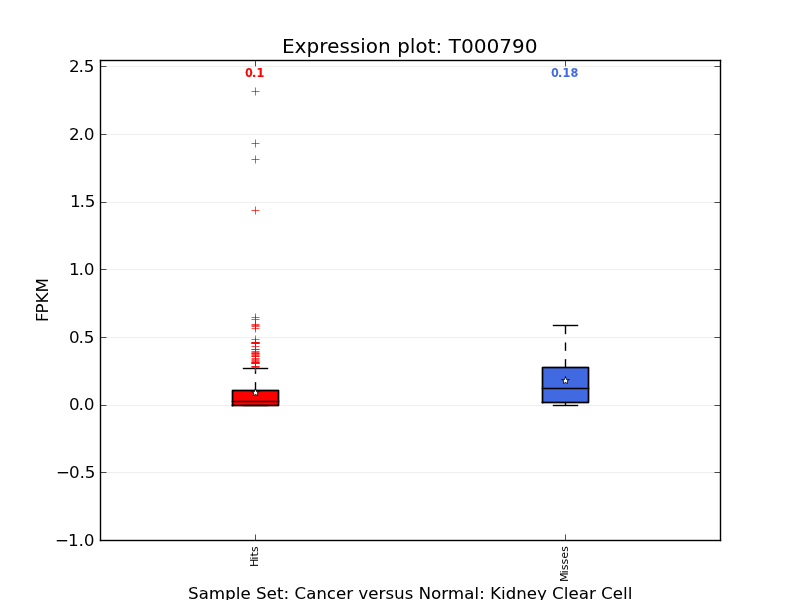 Expression plot: T000790
0.1
0.18
2.5
2.0
1.5
1.0
0.5
0.0
−0.5
−1.0
FPKM
Hits
Misses
Sample Set: Cancer versus Normal: Kidney Clear Cell